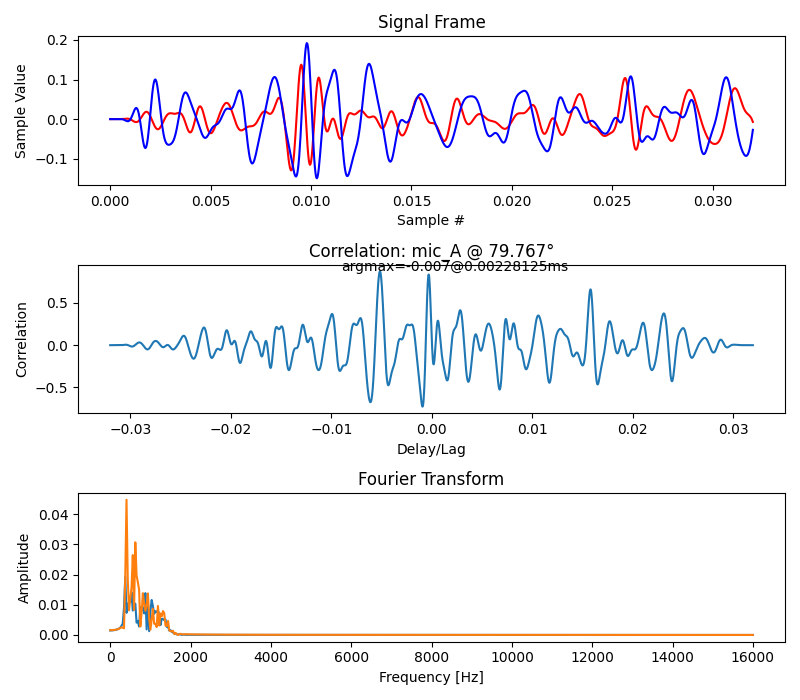 Signal Frame
0.2
0.1
0.0
−0.1
Sample Value
0.000 0.005 0.010 0.015 0.020 0.025 0.030
Sample #
Correlation: mic_A @ 79.767°
argmax=-0.007@0.00228125ms
0.5
0.0
−0.5
Correlation
−0.03 −0.02 −0.01 0.00 0.01 0.02 0.03
Delay/Lag
Fourier Transform
0.04
0.03
0.02
0.01
0.00
Amplitude
0 2000 4000 6000 8000 10000 12000 14000 16000
Frequency [Hz]